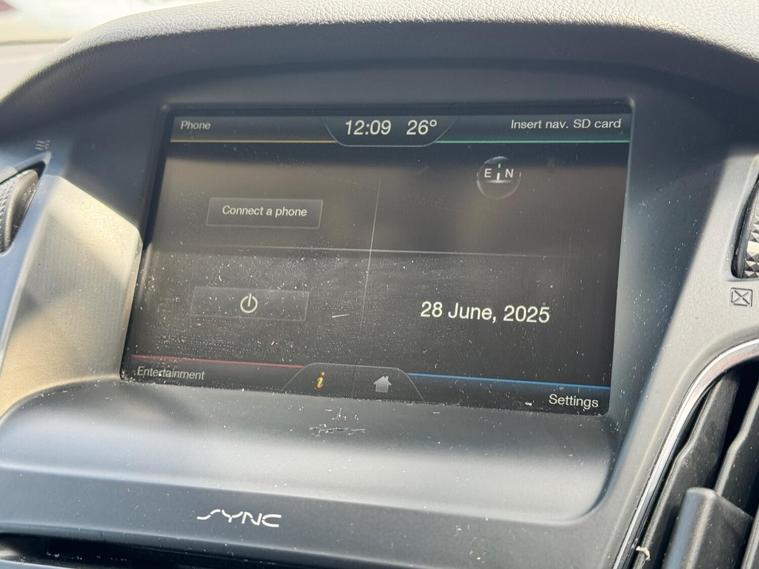 Phone
12:09 26°
Insert nav. SD card
E N
Connect a phone
28 June, 2025
Entertainment
i
Settings
SYNC